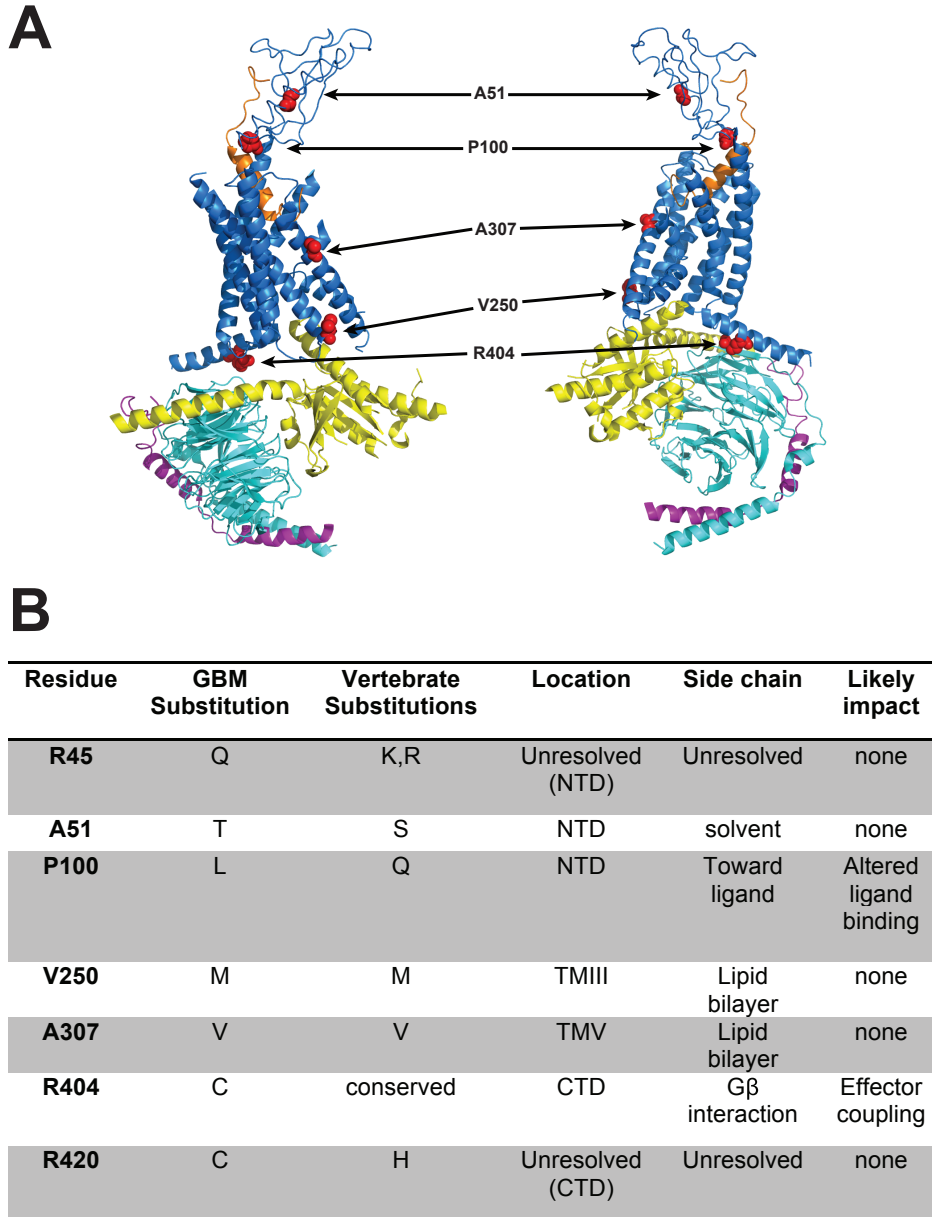 A
A51
P100
A307
V250
R404
B
Residue GBM Substitution Vertebrate Substitutions Location Side chain Likely impact
R45 Q K,R Unresolved (NTD) Unresolved none
A51 T S NTD solvent none
P100 L Q NTD Toward ligand Altered ligand binding
V250 M M TMIII Lipid bilayer none
A307 V V TMV Lipid bilayer none
R404 C conserved CTD Gβ interaction Effector coupling
R420 C H Unresolved (CTD) Unresolved none